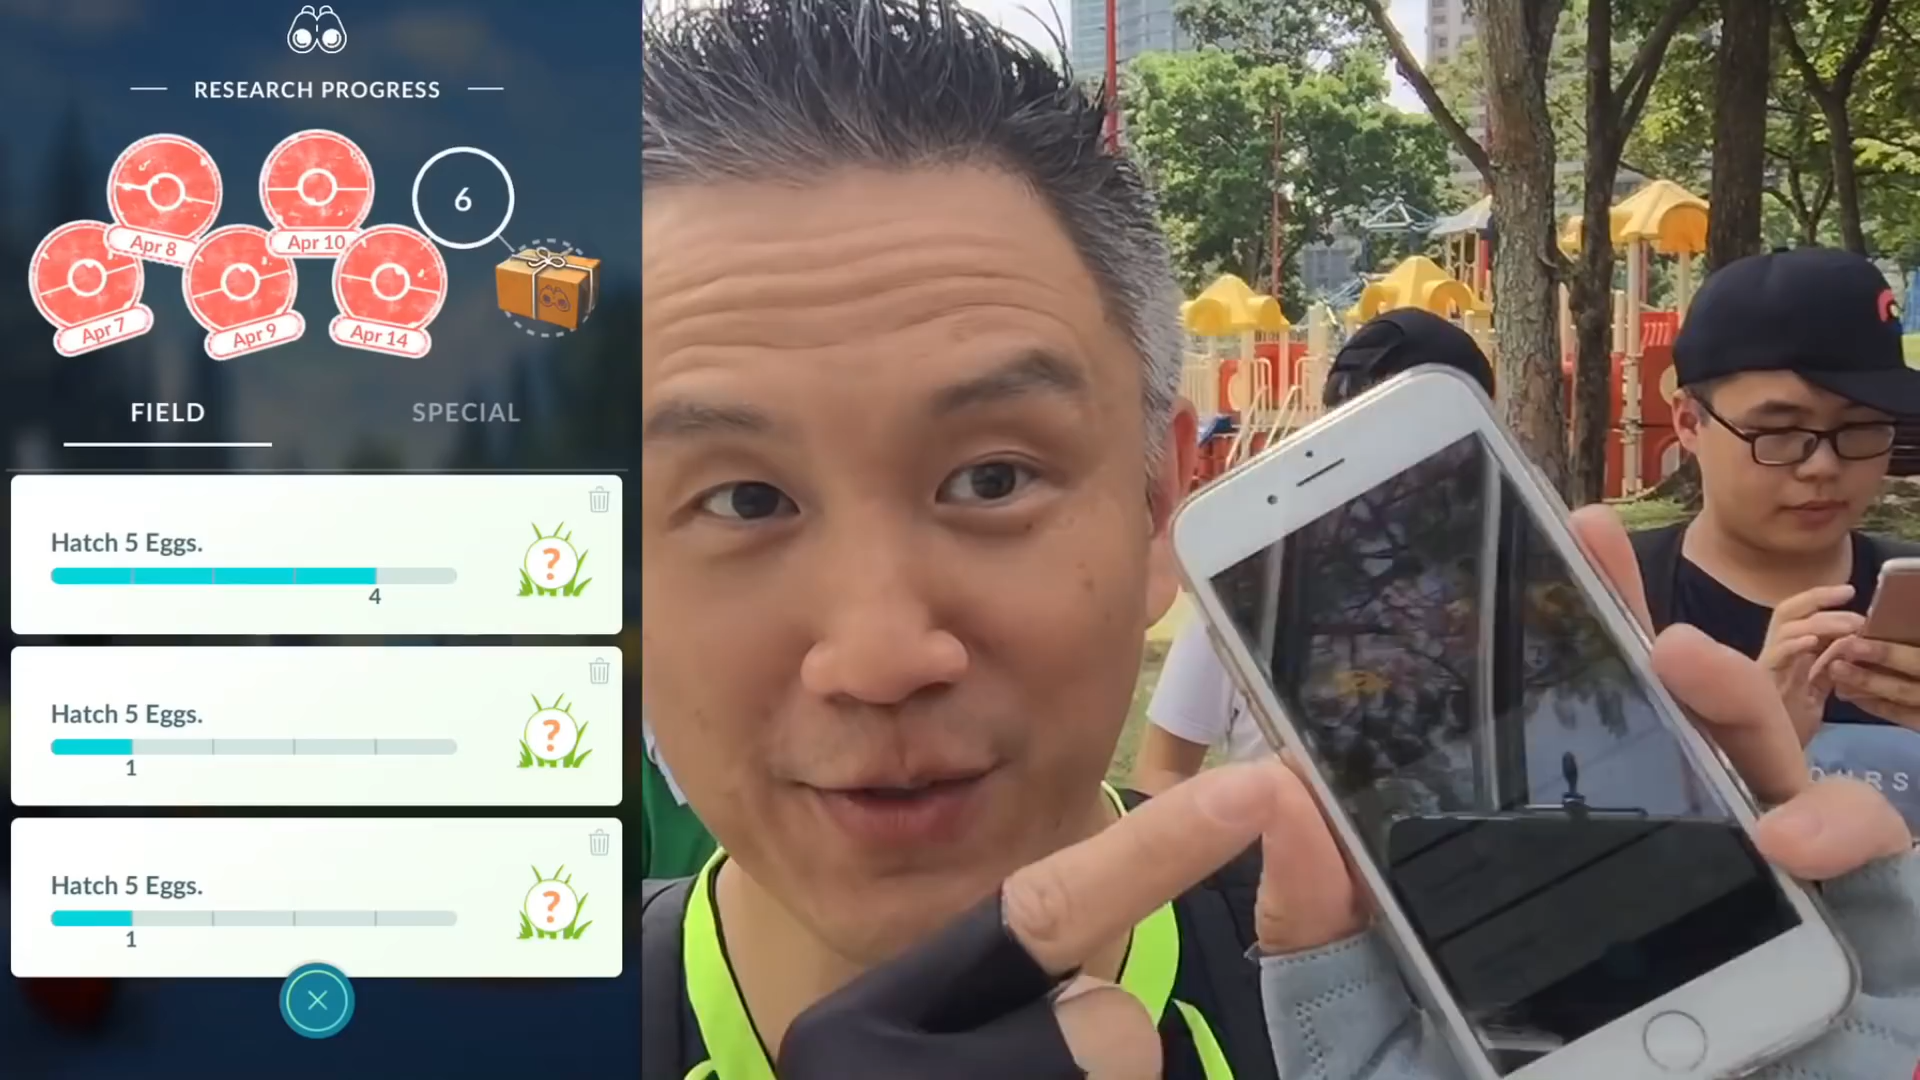 RESEARCH PROGRESS
Apr 7
Apr 8
Apr 9
Apr 10
Apr 14
6
FIELD
SPECIAL
Hatch 5 Eggs.
4
Hatch 5 Eggs.
1
Hatch 5 Eggs.
1
OURS